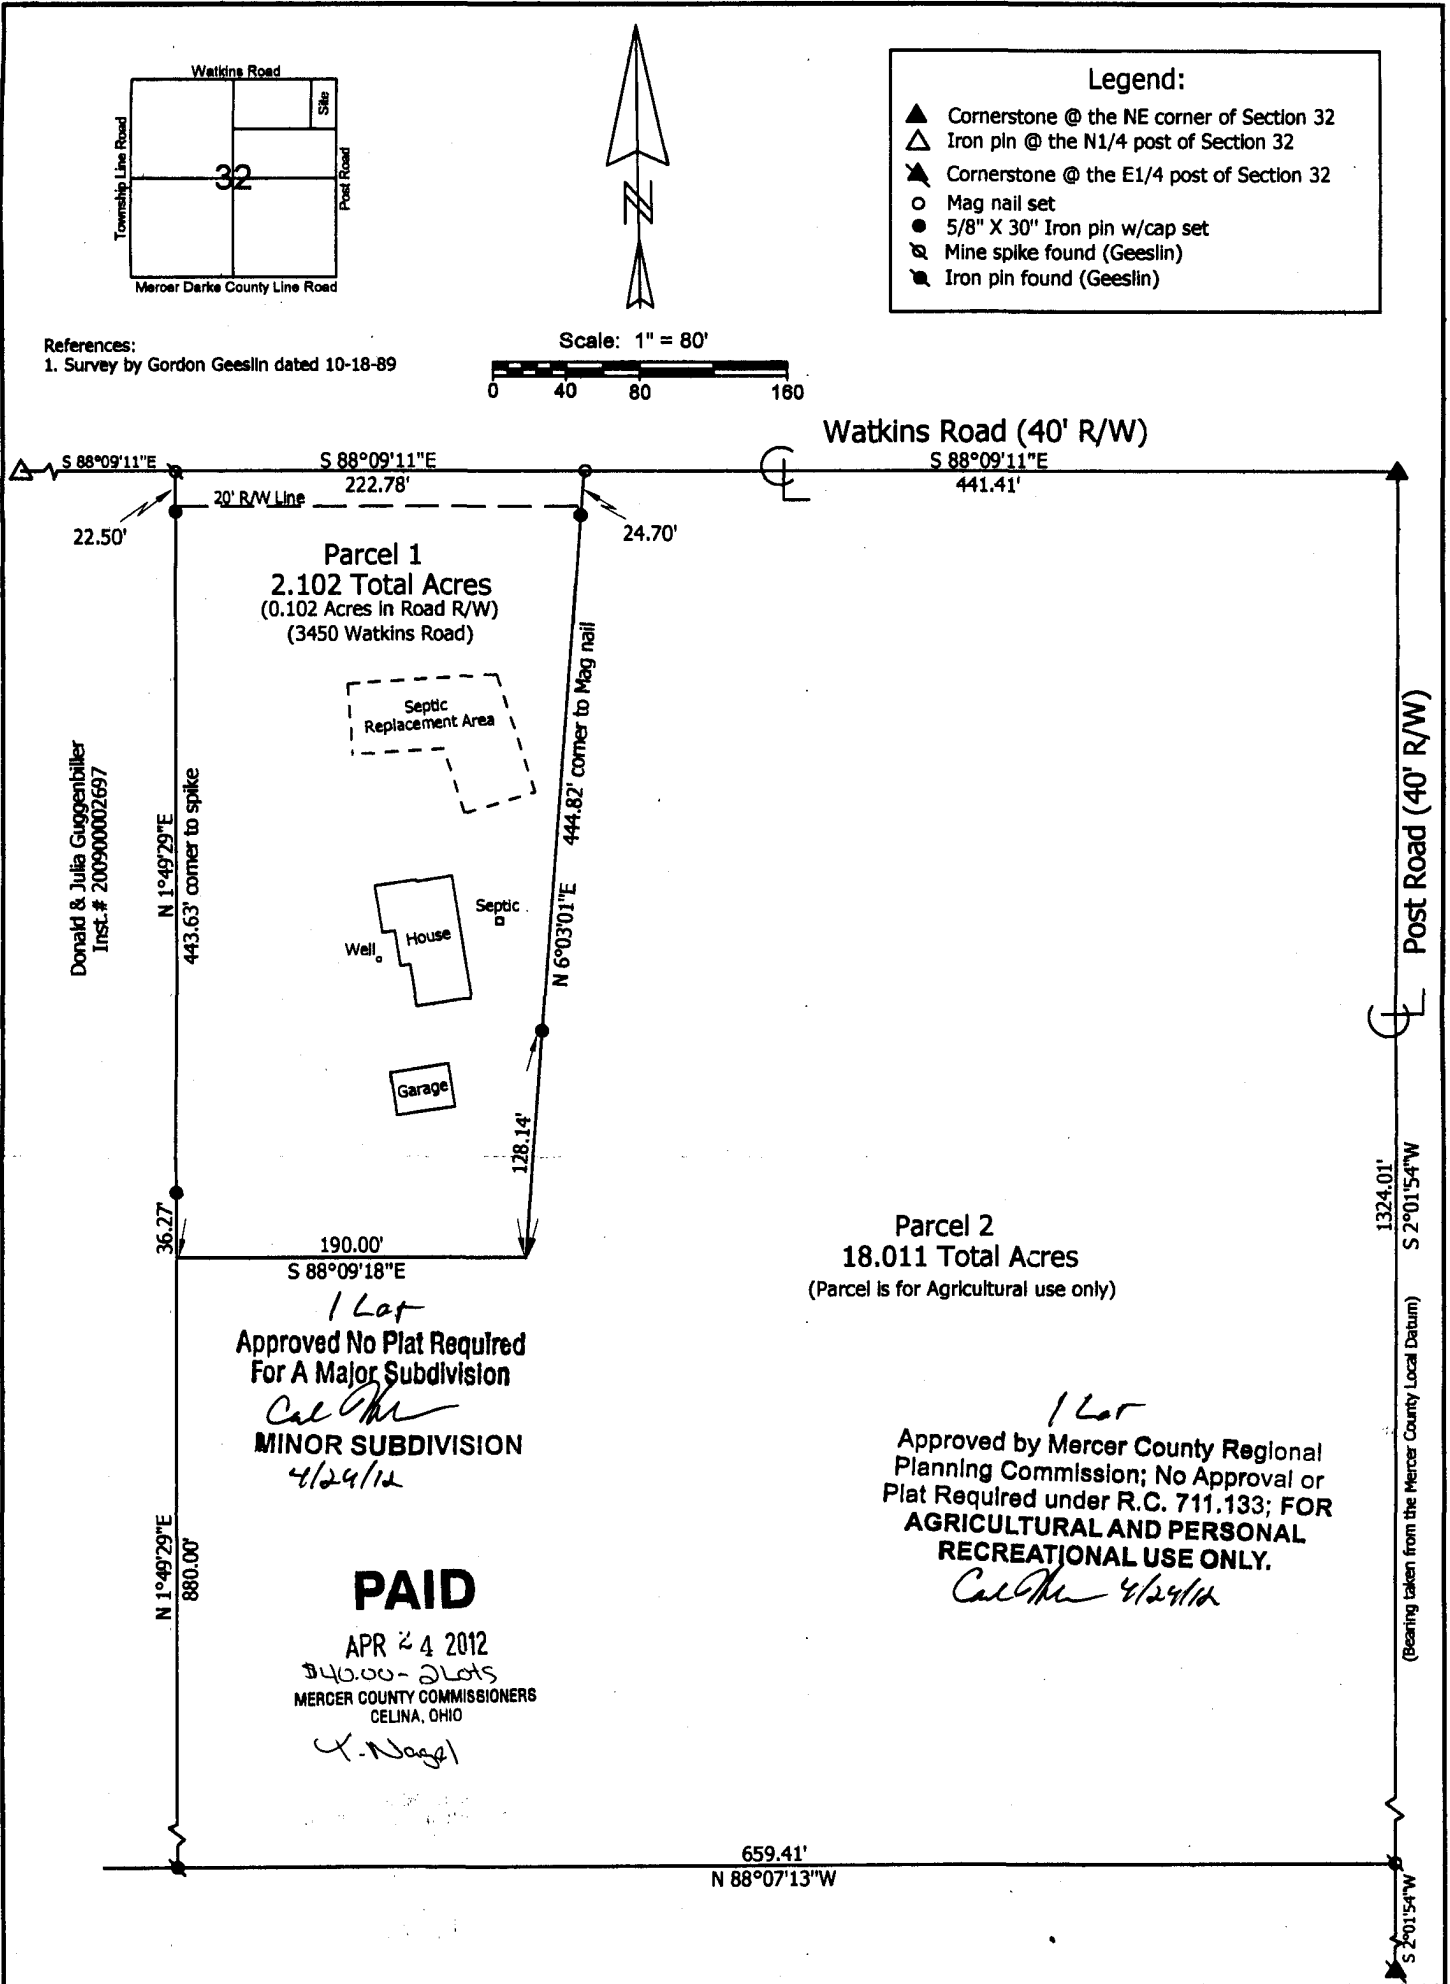 Watkins Road
Site
Township Line Road
32
Post Road
Mercer Darke County Line Road
N
Legend:
Cornerstone @ the NE corner of Section 32
Iron pin @ the N1/4 post of Section 32
Cornerstone @ the E1/4 post of Section 32
Mag nail set
5/8" X 30" Iron pin w/cap set
Mine spike found (Geeslin)
Iron pin found (Geeslin)
References:
1. Survey by Gordon Geeslin dated 10-18-89
Scale: 1" = 80'
0 40 80 160
Watkins Road (40' R/W)
S 88°09'11"E
S 88°09'11"E
222.78'
S 88°09'11"E
441.41'
CL
20' R/W Line
22.50'
24.70'
Parcel 1
2.102 Total Acres
(0.102 Acres in Road R/W)
(3450 Watkins Road)
Septic
Replacement Area
Donald & Julia Guggenbiller
Inst.# 200900002697
N 1°49'29"E
443.63' corner to spike
N 6°03'01"E 444.82' corner to Mag nail
Septic
Well
House
Garage
128.14'
36.27'
190.00'
S 88°09'18"E
Post Road (40' R/W)
CL
1324.01'
S 2°01'54"W
(Bearing taken from the Mercer County Local Datum)
Parcel 2
18.011 Total Acres
(Parcel is for Agricultural use only)
1 Lot
Approved No Plat Required
For A Major Subdivision
MINOR SUBDIVISION
4/24/12
1 Lot
Approved by Mercer County Regional
Planning Commission; No Approval or
Plat Required under R.C. 711.133; FOR
AGRICULTURAL AND PERSONAL
RECREATIONAL USE ONLY.
4/24/12
N 1°49'29"E
880.00'
PAID
APR 24 2012
$40.00 - 2 Lots
MERCER COUNTY COMMISSIONERS
CELINA, OHIO
Nagel
659.41'
N 88°07'13"W
S 2°01'54"W